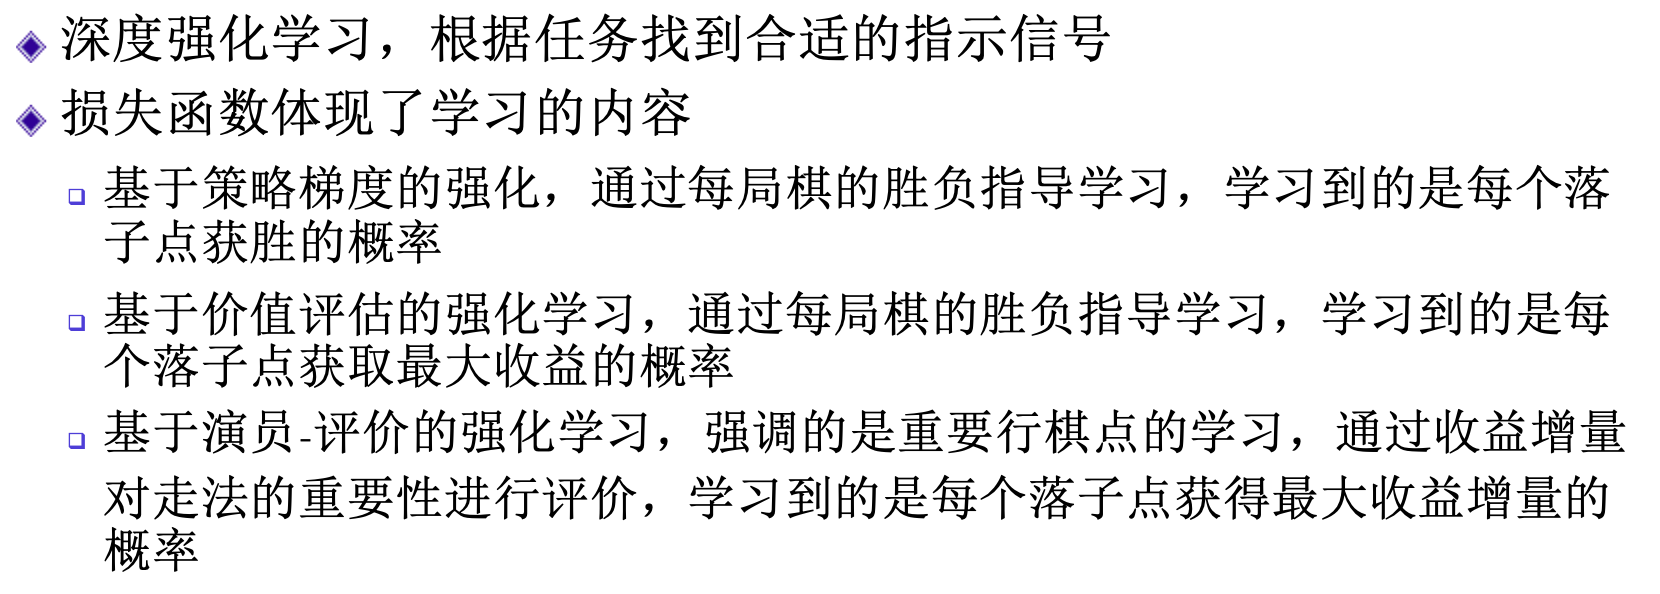 深度强化学习，根据任务找到合适的指示信号
损失函数体现了学习的内容
基于策略梯度的强化，通过每局棋的胜负指导学习，学习到的是每个落
子点获胜的概率
基于价值评估的强化学习，通过每局棋的胜负指导学习，学习到的是每
个落子点获取最大收益的概率
基于演员-评价的强化学习，强调的是重要行棋点的学习，通过收益增量
对走法的重要性进行评价，学习到的是每个落子点获得最大收益增量的
概率